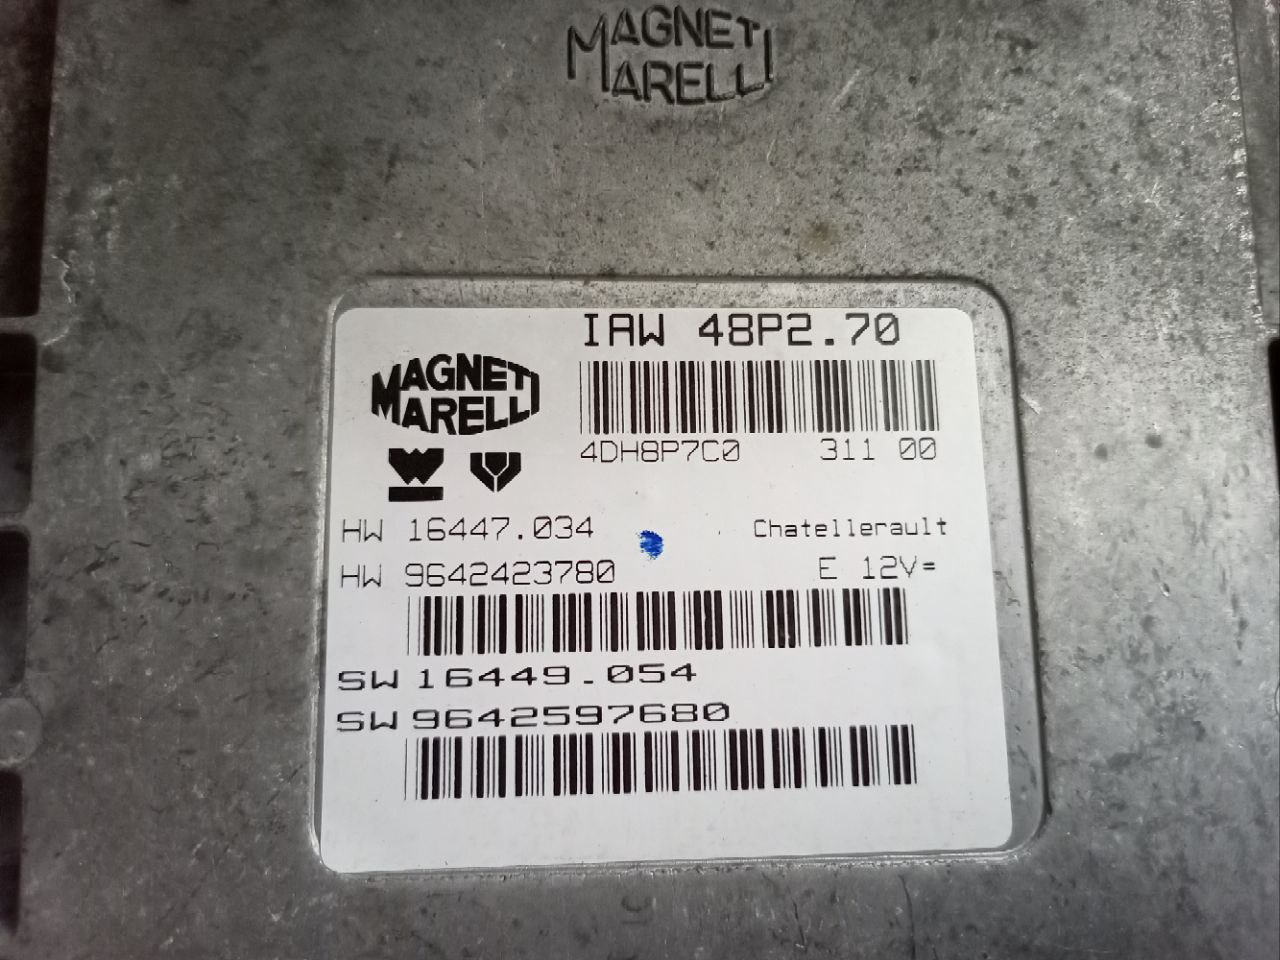 MAGNETI
MARELLI
IAW 48P2.70
MAGNETI
MARELLI
4DH8P7C0 311 00
HW 16447.034 Chatellerault
HW 9642423780 E 12V=
SW 16449.054
SW 9642597680